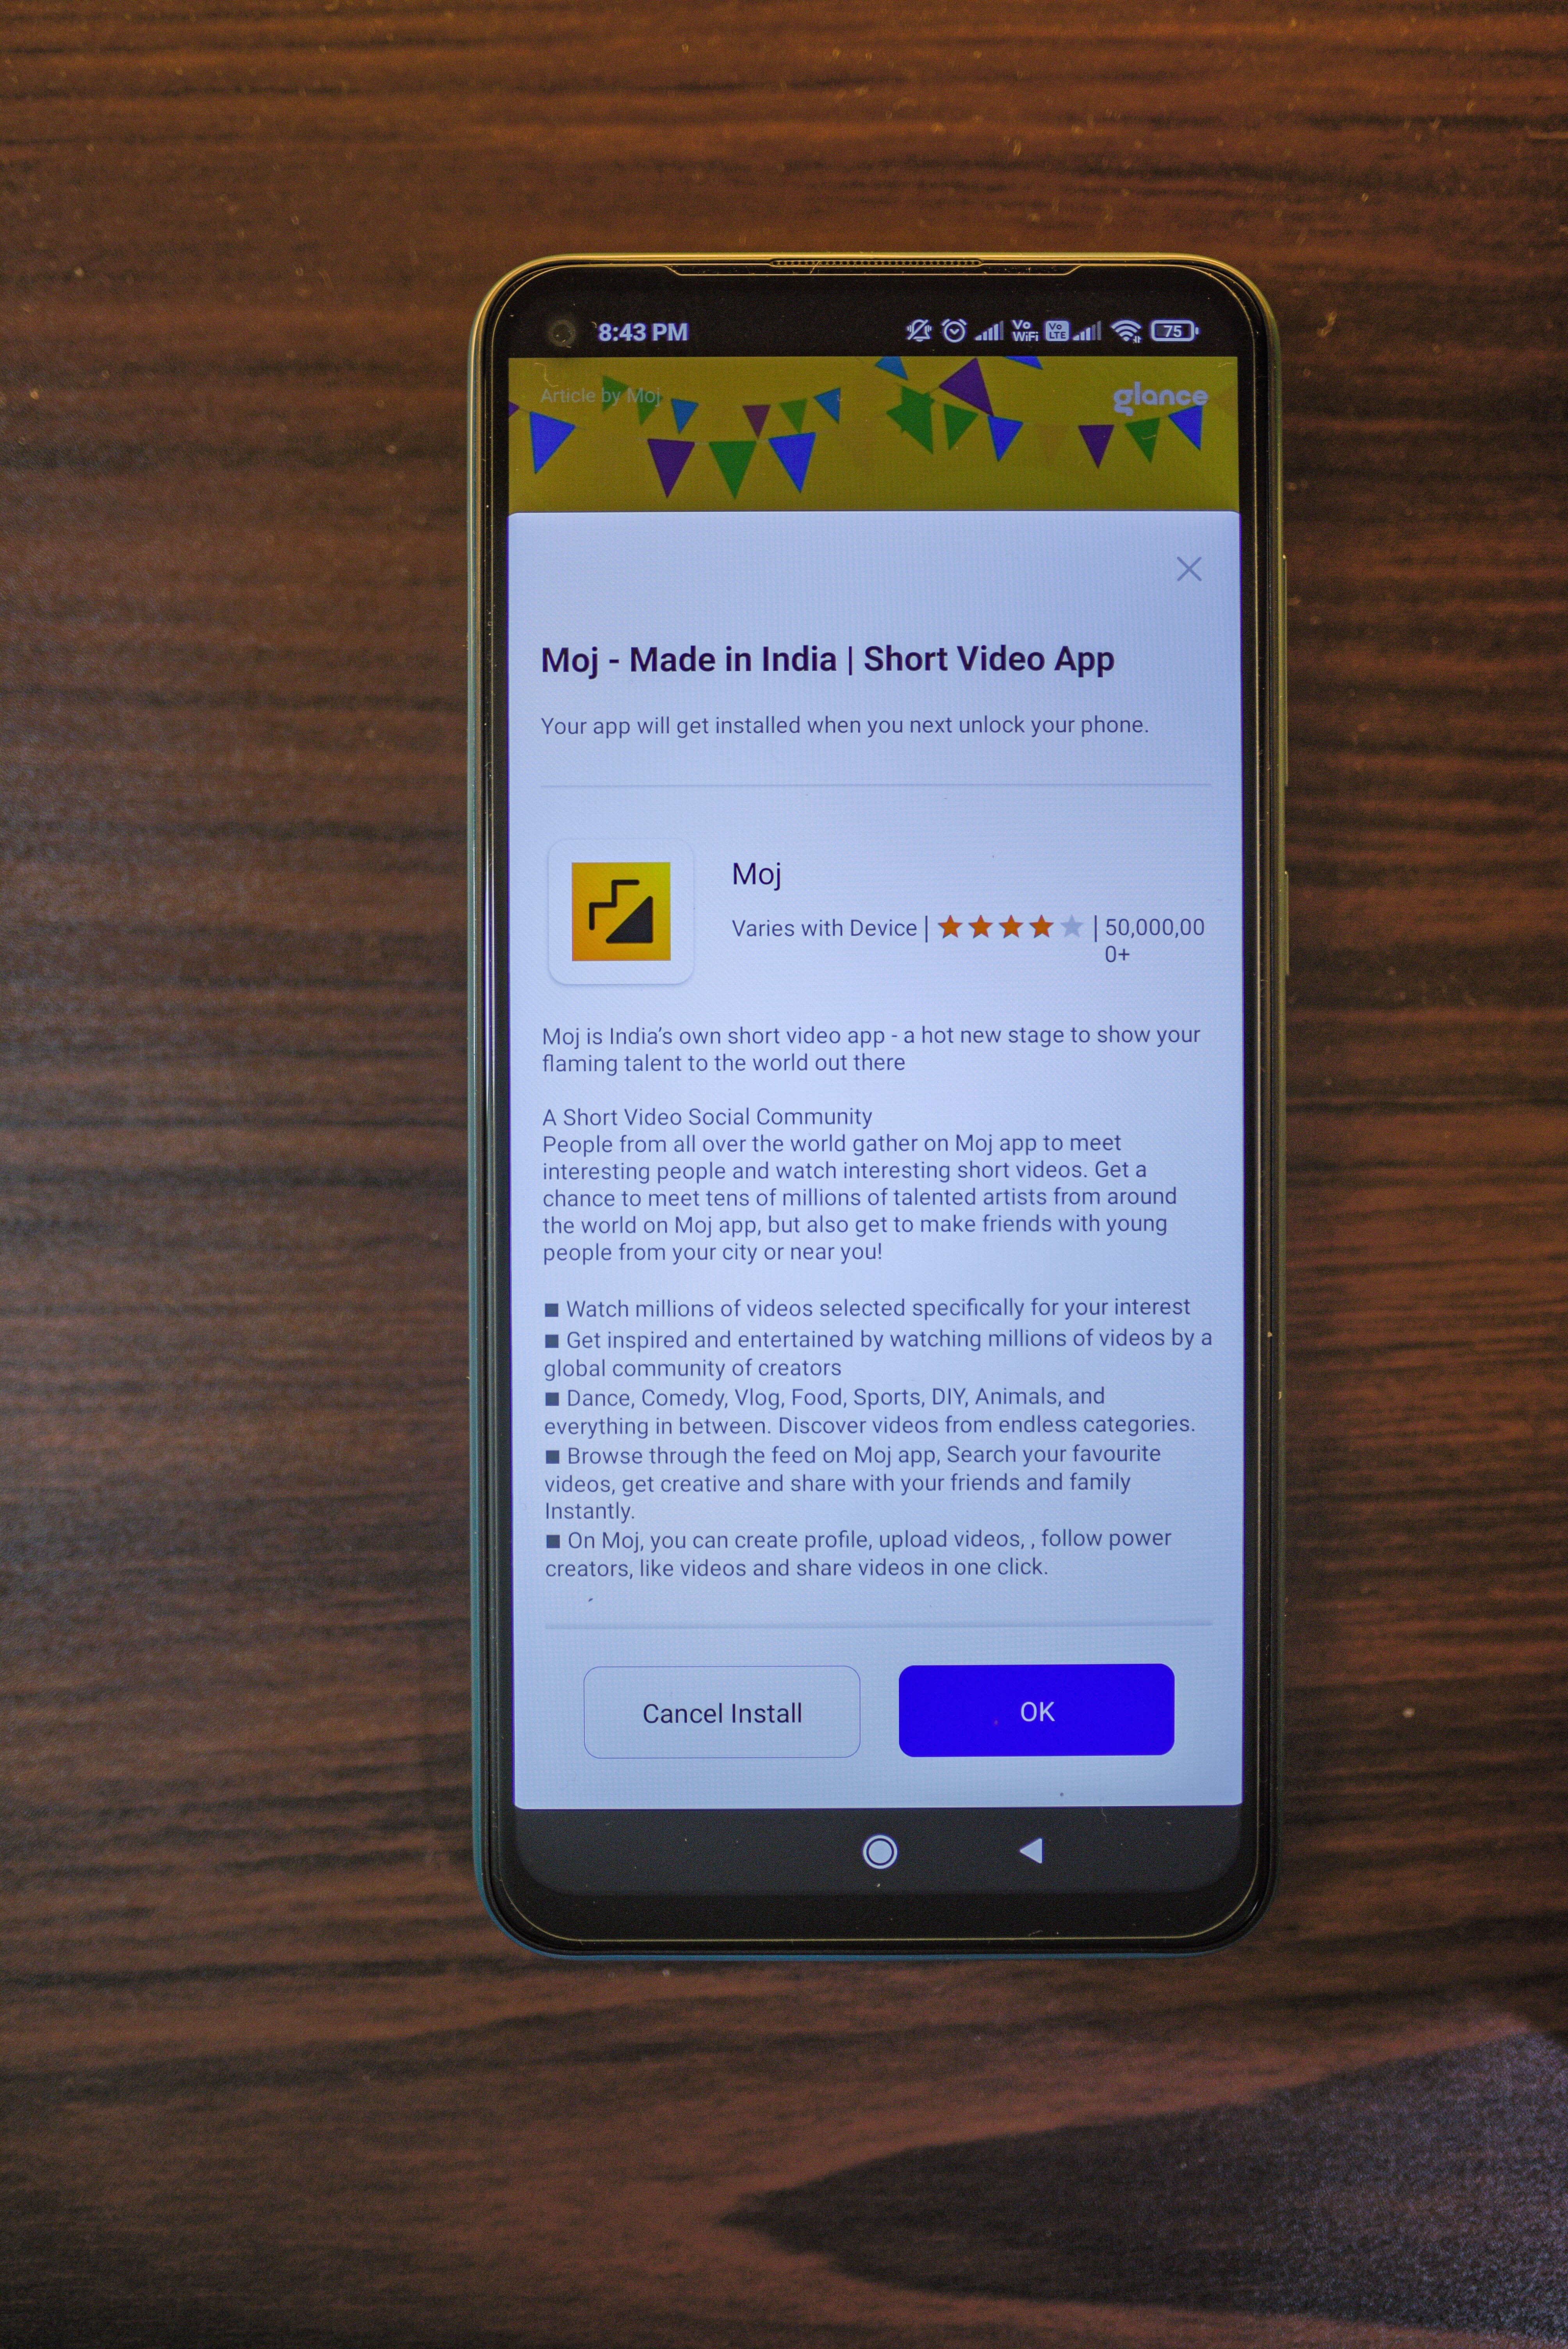 8:43 PM
Vo WiFi Vo LTE 75
Article by Moj
glance
Moj - Made in India | Short Video App
Your app will get installed when you next unlock your phone.
Moj
Varies with Device | | 50,000,00
0+
Moj is India’s own short video app - a hot new stage to show your
flaming talent to the world out there
A Short Video Social Community
People from all over the world gather on Moj app to meet
interesting people and watch interesting short videos. Get a
chance to meet tens of millions of talented artists from around
the world on Moj app, but also get to make friends with young
people from your city or near you!
■ Watch millions of videos selected specifically for your interest
■ Get inspired and entertained by watching millions of videos by a
global community of creators
■ Dance, Comedy, Vlog, Food, Sports, DIY, Animals, and
everything in between. Discover videos from endless categories.
■ Browse through the feed on Moj app, Search your favourite
videos, get creative and share with your friends and family
Instantly.
■ On Moj, you can create profile, upload videos, , follow power
creators, like videos and share videos in one click.
Cancel Install
OK